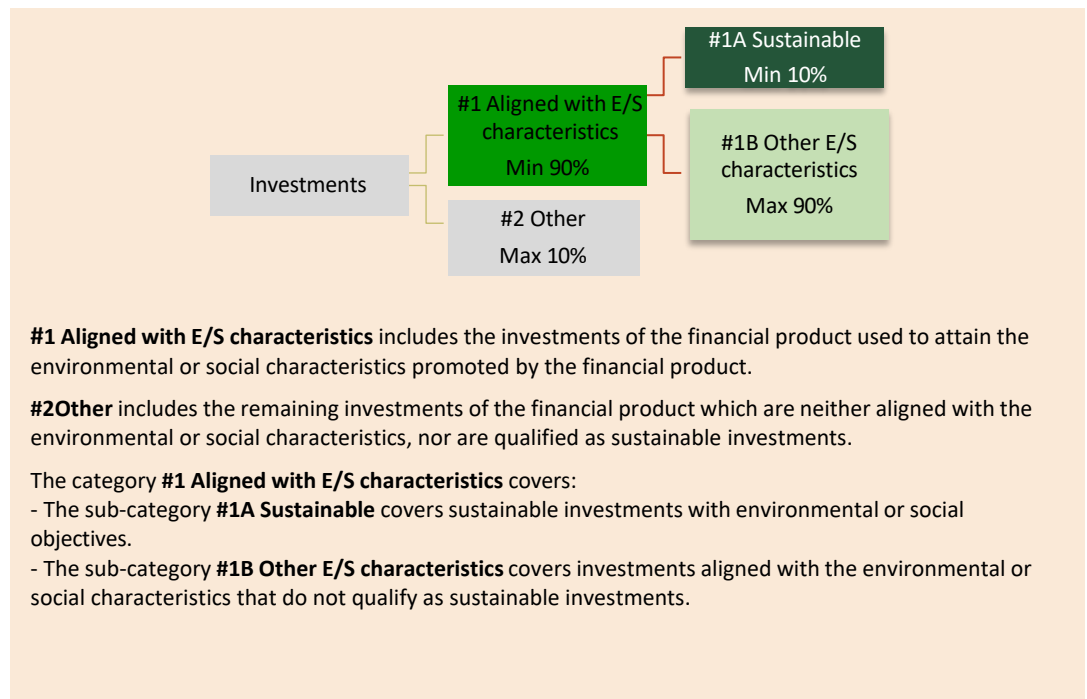 #1A Sustainable
Min 10%
#1 Aligned with E/S
characteristics
Min 90%
#1B Other E/S
characteristics
Max 90%
Investments
#2 Other
Max 10%
#1 Aligned with E/S characteristics includes the investments of the financial product used to attain the
environmental or social characteristics promoted by the financial product.
#2Other includes the remaining investments of the financial product which are neither aligned with the
environmental or social characteristics, nor are qualified as sustainable investments.
The category #1 Aligned with E/S characteristics covers:
- The sub-category #1A Sustainable covers sustainable investments with environmental or social
objectives.
- The sub-category #1B Other E/S characteristics covers investments aligned with the environmental or
social characteristics that do not qualify as sustainable investments.